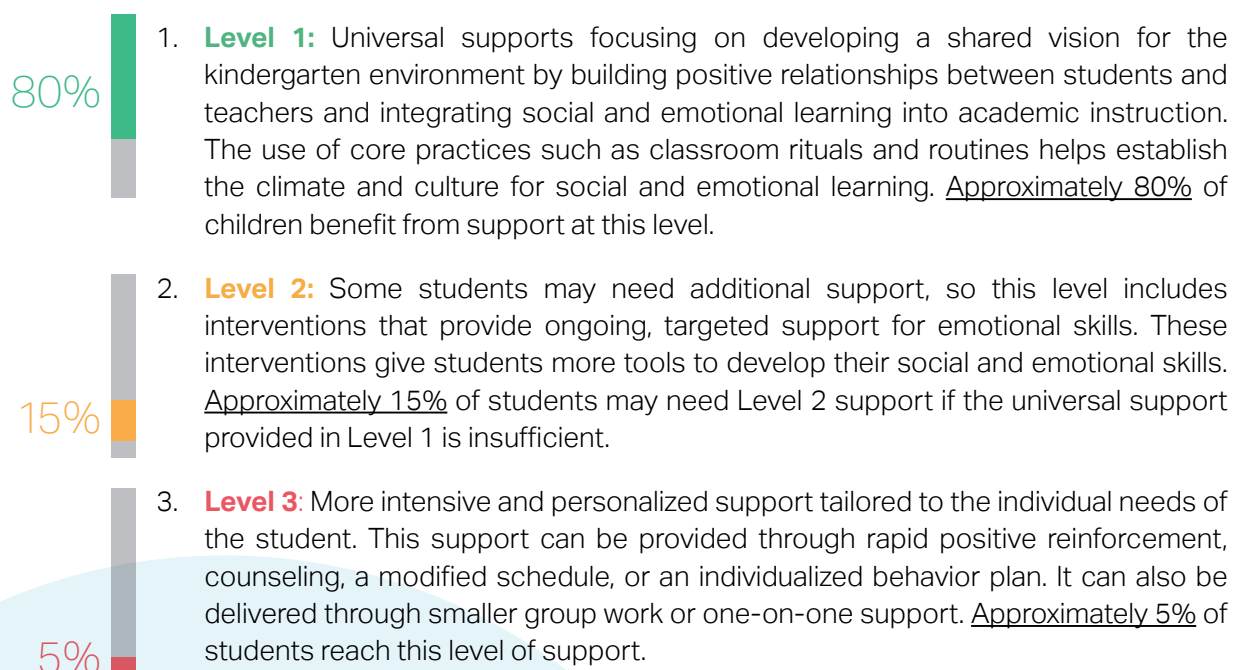 1. Level 1: Universal supports focusing on developing a shared vision for the
kindergarten environment by building positive relationships between students and
80%
teachers and integrating social and emotional learning into academic instruction.
The use of core practices such as classroom rituals and routines helps establish
the climate and culture for social and emotional learning. Approximately 80% of
children benefit from support at this level.
2. Level 2: Some students may need additional support, so this level includes
interventions that provide ongoing, targeted support for emotional skills. These
interventions give students more tools to develop their social and emotional skills.
Approximately 15% of students may need Level 2 support if the universal support
15%
provided in Level 1 is insufficient.
3. Level 3: More intensive and personalized support tailored to the individual needs of
the student. This support can be provided through rapid positive reinforcement,
counseling, a modified schedule, or an individualized behavior plan. It can also be
delivered through smaller group work or one-on-one support. Approximately 5% of
students reach this level of support.
5%